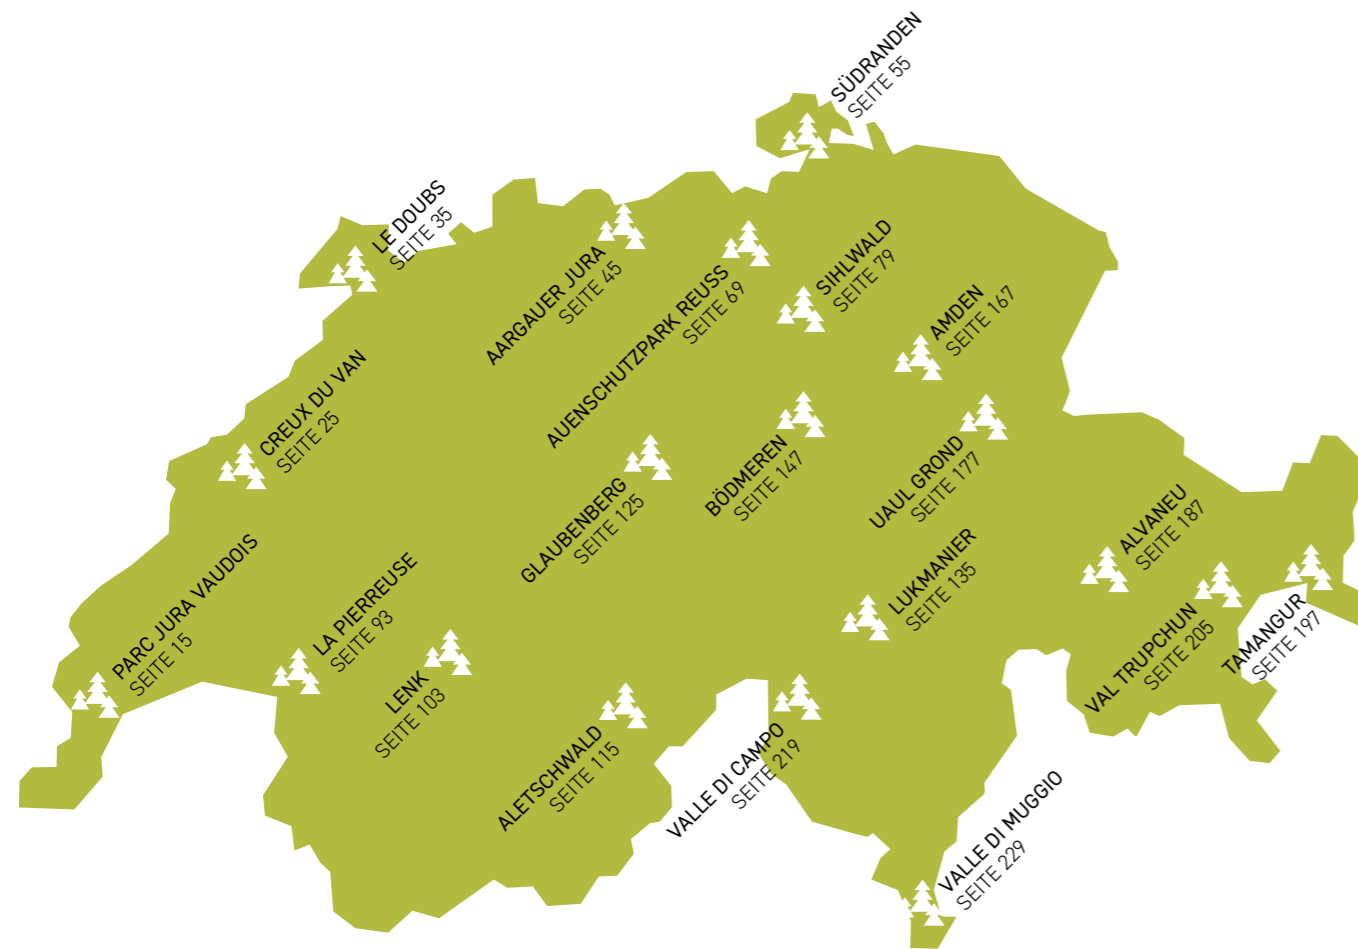 SÜDRANDEN
SEITE 55
LE DOUBS
SEITE 35
AARGAUER JURA
SEITE 45
AUENSCHUTZPARK REUSS
SEITE 69
SIHLWALD
SEITE 79
AMDEN
SEITE 167
CREUX DU VAN
SEITE 25
GLAUBENBERG
SEITE 125
BÖDMEREN
SEITE 147
UAUL GROND
SEITE 177
ALVANEU
SEITE 187
PARC JURA VAUDOIS
SEITE 15
LA PIERREUSE
SEITE 93
LENK
SEITE 103
LUKMANIER
SEITE 135
VAL TRUPCHUN
SEITE 205
TAMANGUR
SEITE 197
ALETSCHWALD
SEITE 115
VALLE DI CAMPO
SEITE 219
VALLE DI MUGGIO
SEITE 229